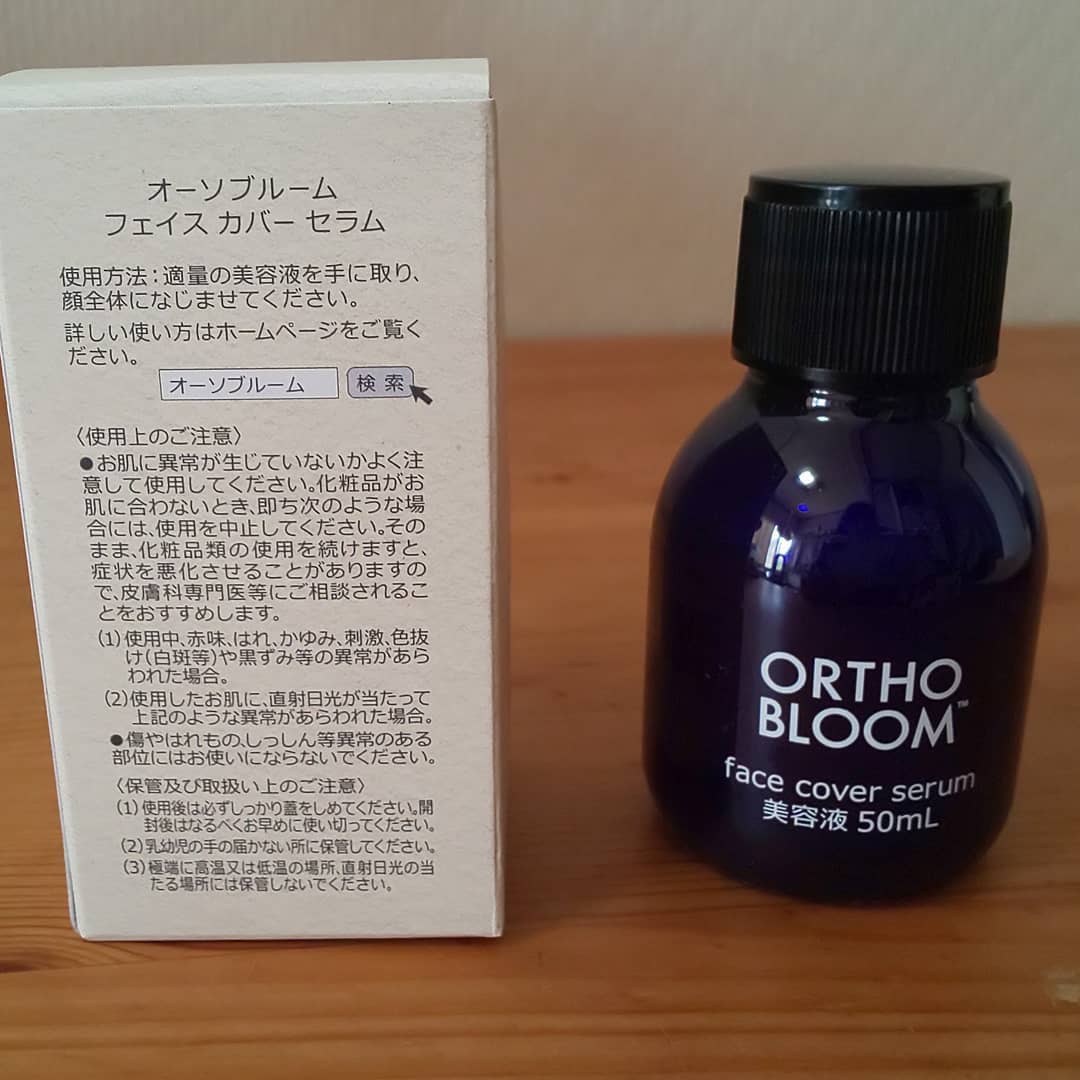 オーソブルーム
フェイス カバー セラム
使用方法：適量の美容液を手に取り、
顔全体になじませてください。
詳しい使い方はホームページをご覧く
ださい。
オーソブルーム 検 索
〈使用上のご注意〉
●お肌に異常が生じていないかよく注
意して使用してください。化粧品がお
肌に合わないとき、即ち次のような場
合には、使用を中止してください。その
まま、化粧品類の使用を続けますと、
症状を悪化させることがありますの
で、皮膚科専門医等にご相談されるこ
とをおすすめします。
(1)使用中、赤味、はれ、かゆみ、刺激、色抜
け(白斑等)や黒ずみ等の異常があら
われた場合。
(2)使用したお肌に、直射日光が当たって
上記のような異常があらわれた場合。
●傷やはれもの、しっしん等異常のある
部位にはお使いにならないでください。
〈保管及び取扱い上のご注意〉
(1)使用後は必ずしっかり蓋をしめてください。開
封後はなるべくお早めに使い切ってください。
(2)乳幼児の手の届かない所に保管してください。
(3)極端に高温又は低温の場所、直射日光の当
たる場所には保管しないでください。
ORTHO
BLOOM™
face cover serum
美容液 50mL